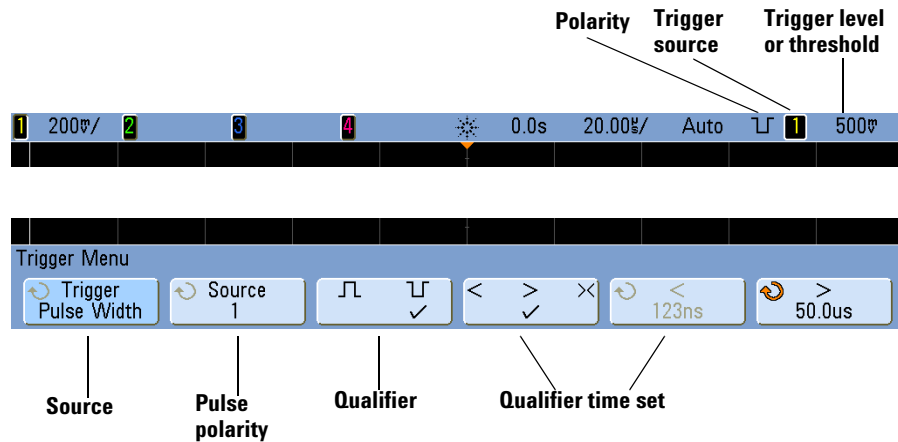 Polarity Trigger source Trigger level or threshold
1 200mV/ 2 3 4 0.0s 20.00us/ Auto 1 500mV
Trigger Menu
Trigger Pulse Width
Source 1
< > ><
< 123ns
> 50.0us
Source
Pulse polarity
Qualifier
Qualifier time set